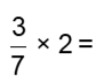 3/7 × 2 =